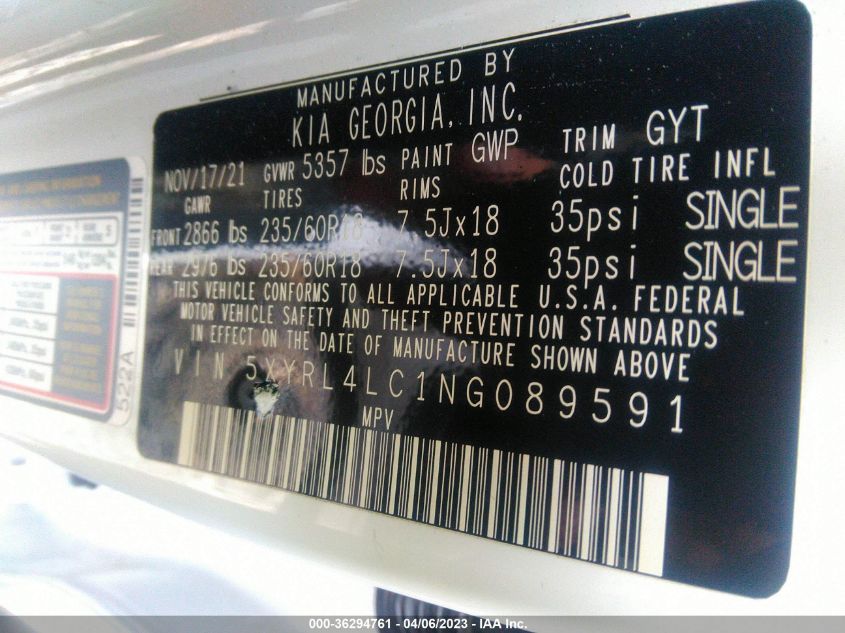 MANUFACTURED BY
KIA GEORGIA, INC.
NOV/17/21 GVWR 5357 lbs PAINT GWP TRIM GYT
GAWR TIRES RIMS COLD TIRE INFL
FRONT 2866 lbs 235/60R18 7.5Jx18 35psi SINGLE
REAR lbs 235/60R18 7.5Jx18 35psi SINGLE
THIS VEHICLE CONFORMS TO ALL APPLICABLE U.S.A. FEDERAL
MOTOR VEHICLE SAFETY AND THEFT PREVENTION STANDARDS
IN EFFECT ON THE DATE OF MANUFACTURE SHOWN ABOVE
VIN 5XYRL4LC1NG089591
MPV
522A
000-36294761 - 04/06/2023 - IAA Inc.